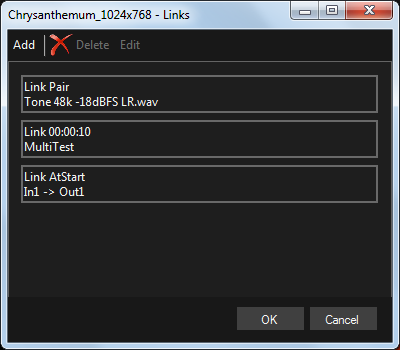 Chrysanthemum_1024x768 - Links
Add Delete Edit
Link Pair
Tone 48k -18dBFS LR.wav
Link 00:00:10
MultiTest
Link AtStart
In1 -> Out1
OK Cancel